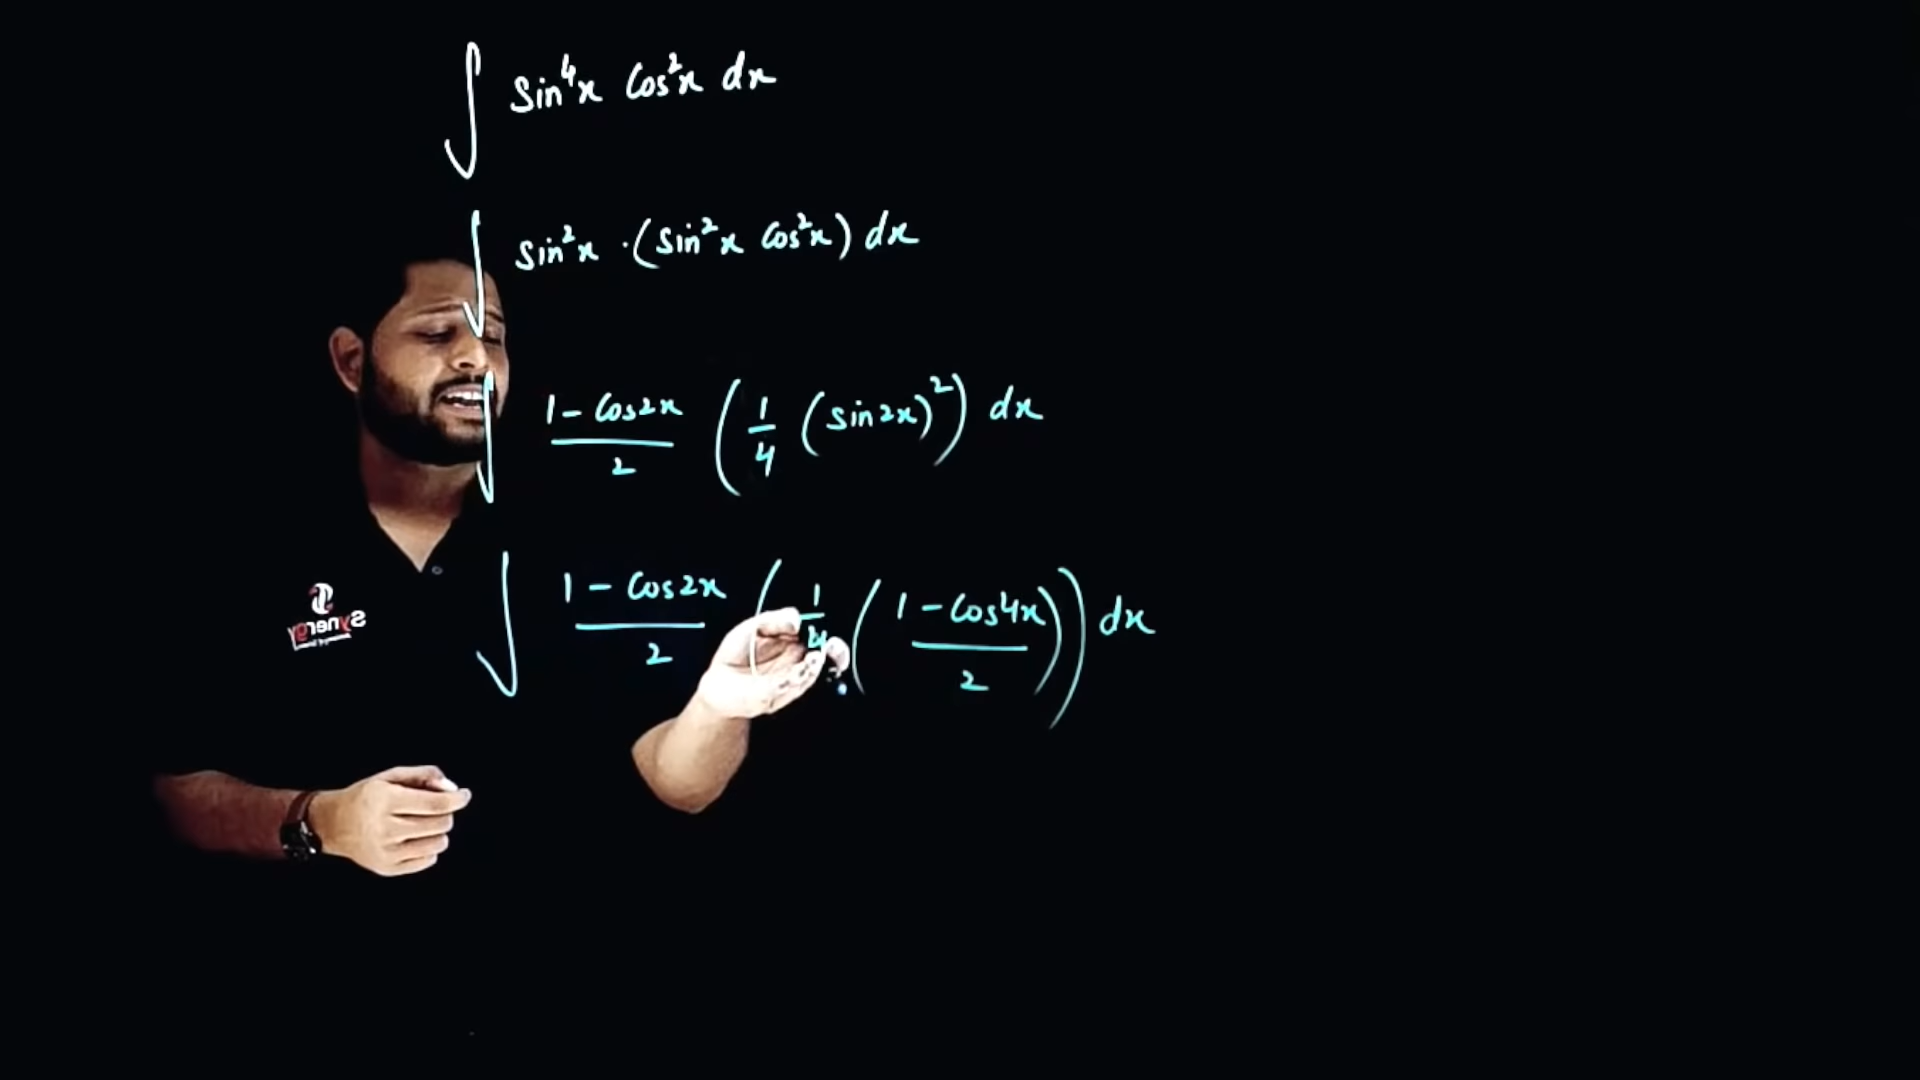 ∫ sin⁴x cos²x dx
∫ sin²x · (sin²x cos²x) dx
∫ (1 - cos2x)/2 (1/4 (sin2x)²) dx
∫ (1 - cos2x)/2 (1/4 ((1 - cos4x)/2)) dx
Synergy